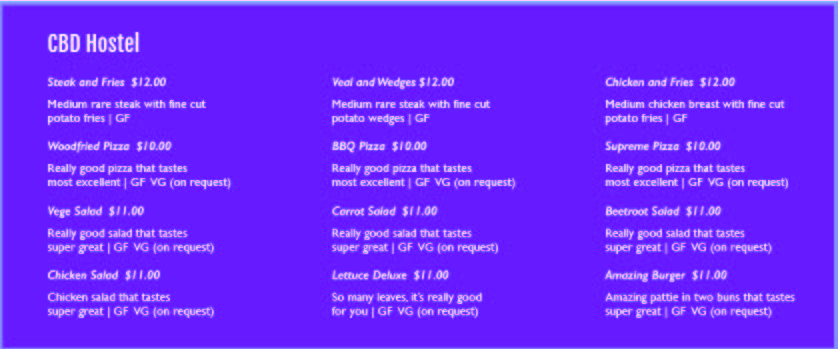 CBD Hostel
Steak and Fries $12.00
Medium rare steak with fine cut
potato fries | GF
Woodfried Pizza $10.00
Really good pizza that tastes
most excellent | GF VG (on request)
Vege Salad $11.00
Really good salad that tastes
super great | GF VG (on request)
Chicken Salad $11.00
Chicken salad that tastes
super great | GF VG (on request)
Veal and Wedges $12.00
Medium rare steak with fine cut
potato wedges | GF
BBQ Pizza $10.00
Really good pizza that tastes
most excellent | GF VG (on request)
Carrot Salad $11.00
Really good salad that tastes
super great | GF VG (on request)
Lettuce Deluxe $11.00
So many leaves, it's really good
for you | GF VG (on request)
Chicken and Fries $12.00
Medium chicken breast with fine cut
potato fries | GF
Supreme Pizza $10.00
Really good pizza that tastes
most excellent | GF VG (on request)
Beetroot Salad $11.00
Really good salad that tastes
super great | GF VG (on request)
Amazing Burger $11.00
Amazing pattie in two buns that tastes
super great | GF VG (on request)